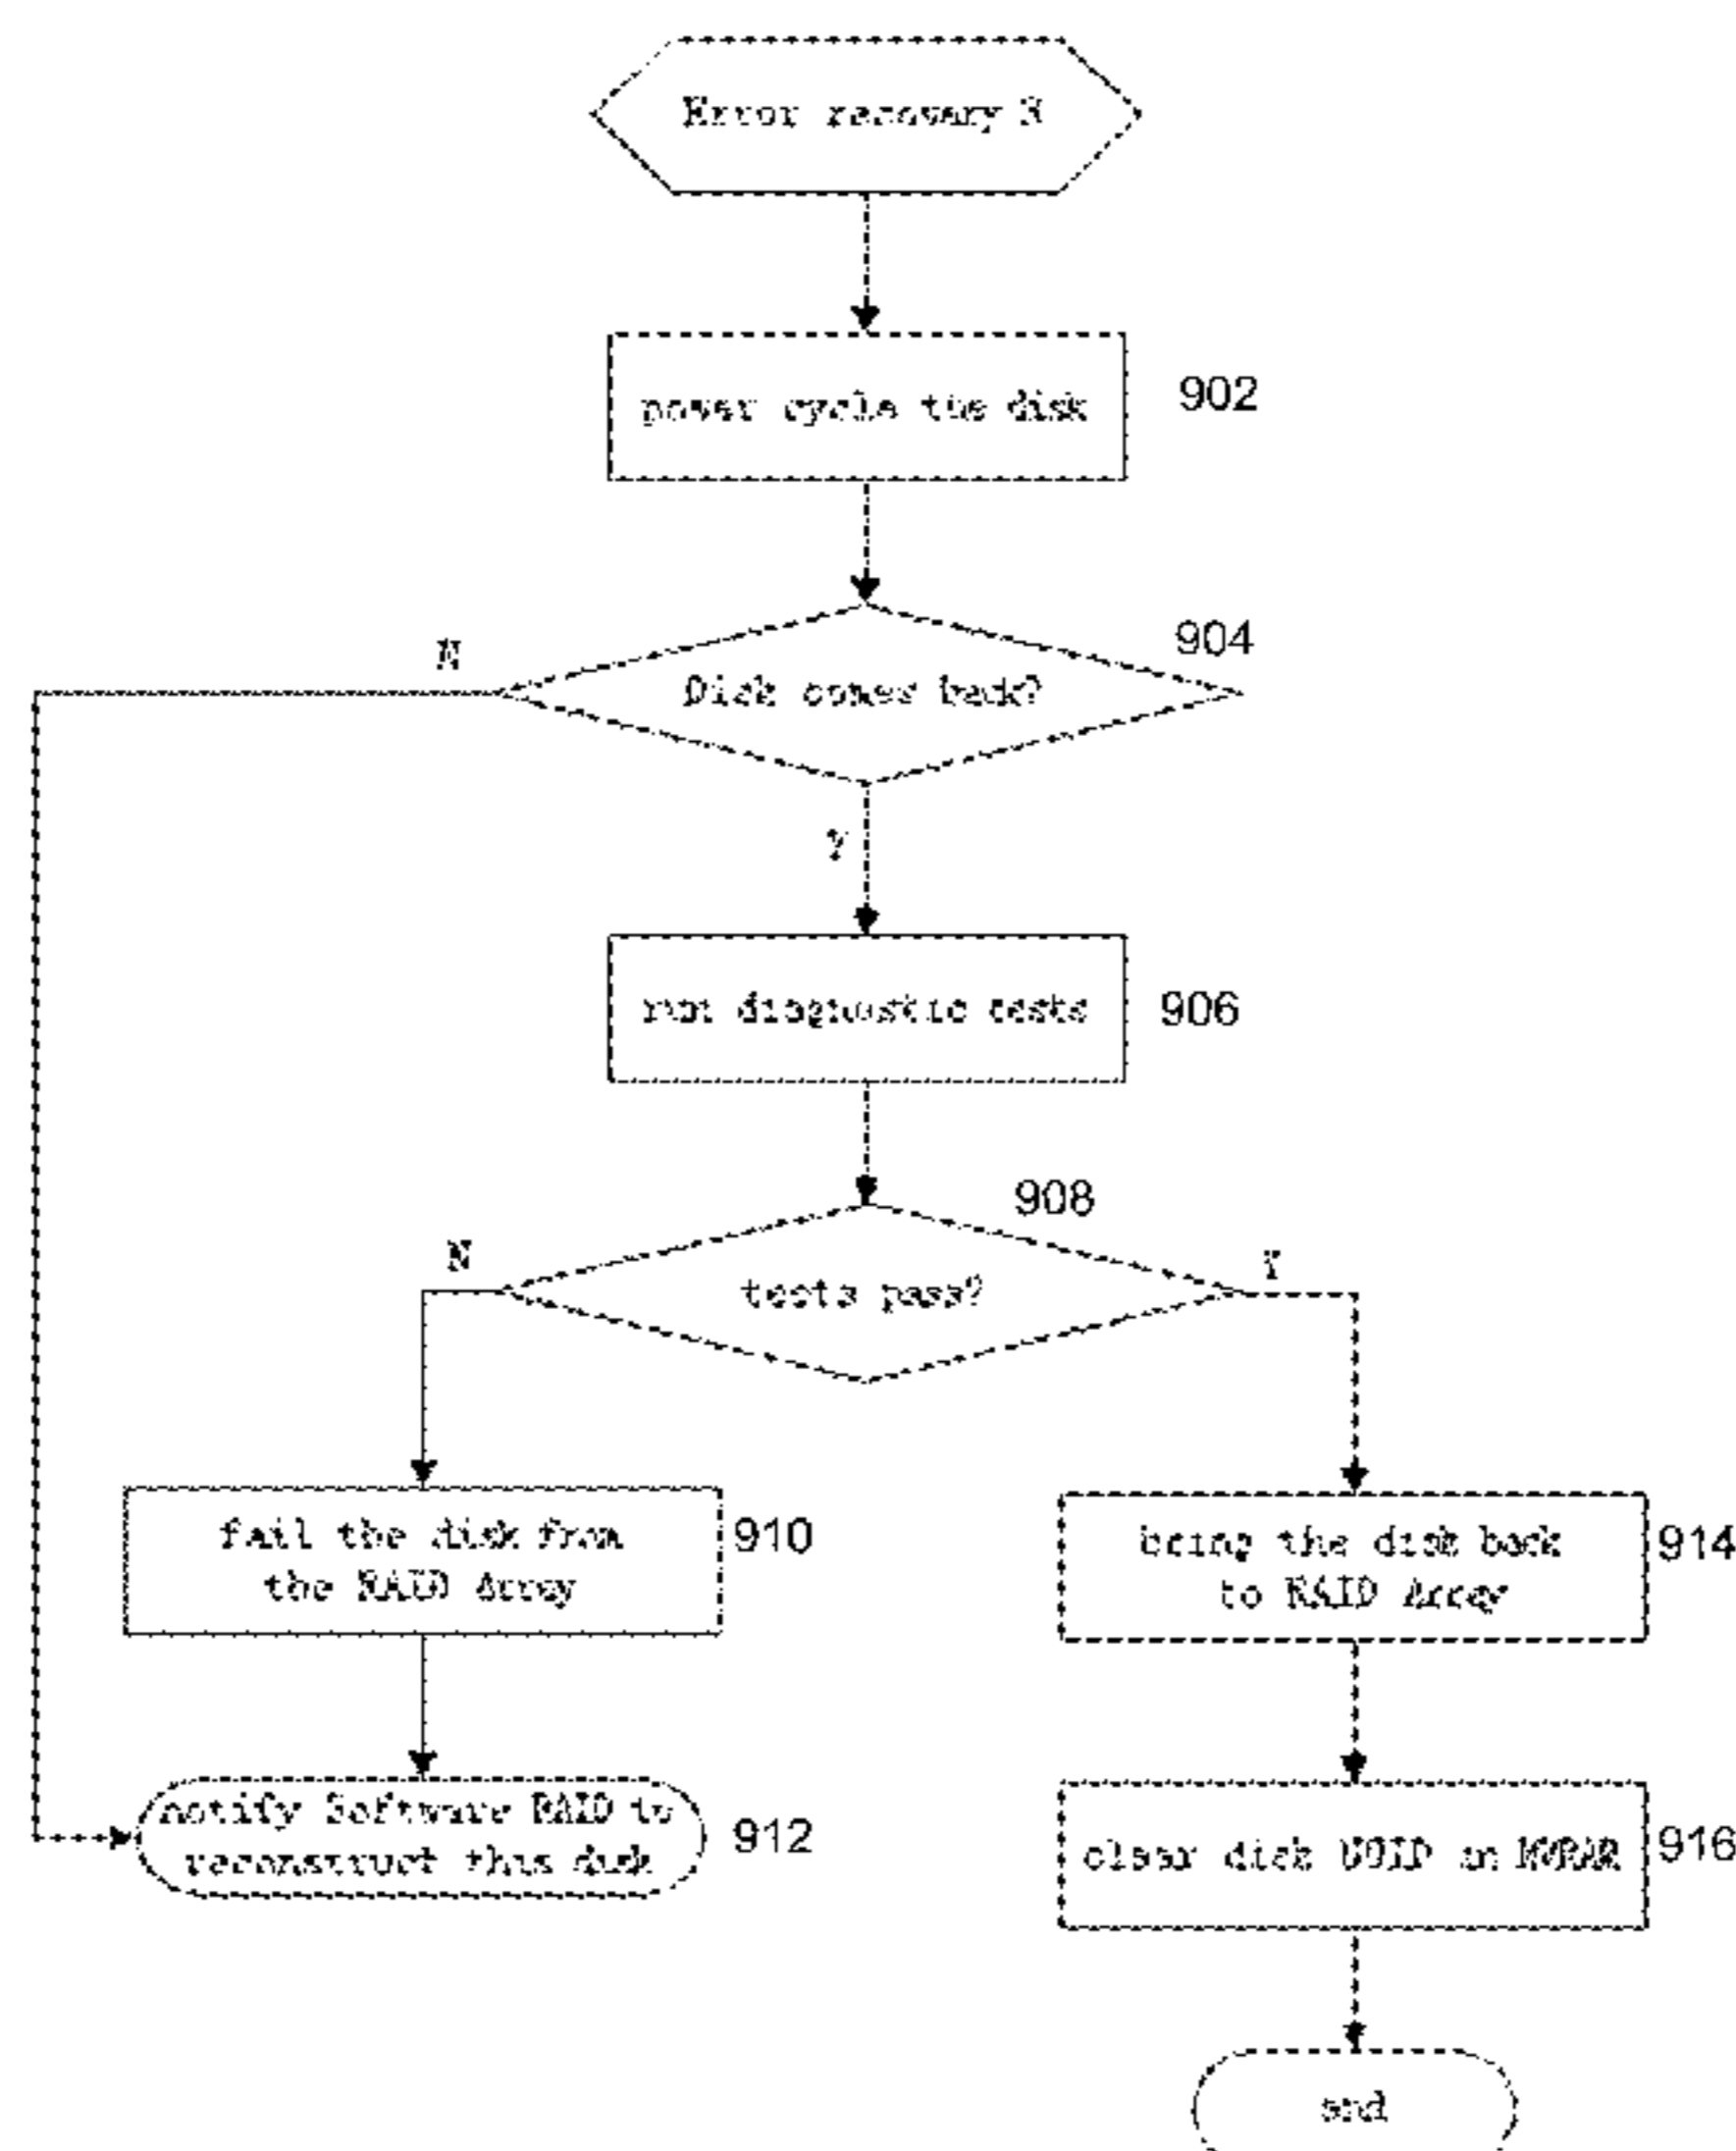 Error recovery 3
power cycle the disk
902
904
N
Disk comes back?
Y
run diagnostic tests
906
908
N
Y
tests pass?
fail the disk from
the RAID Array
910
bring the disk back
to RAID Array
914
notify Software RAID to
reconstruct this disk
912
clear disk UUID in NVRAM
916
end